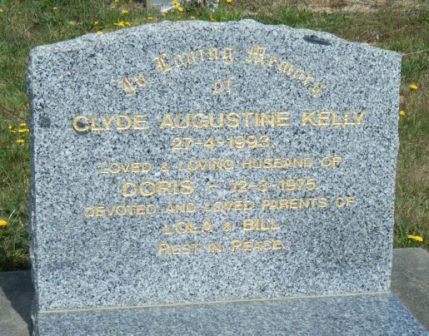 In Loving Memory
of
CLYDE AUGUSTINE KELLY
27-4-1993
LOVED & LOVING HUSBAND OF
DORIS - 12-2-1975
DEVOTED AND LOVED PARENTS OF
LOLA & BILL
REST IN PEACE